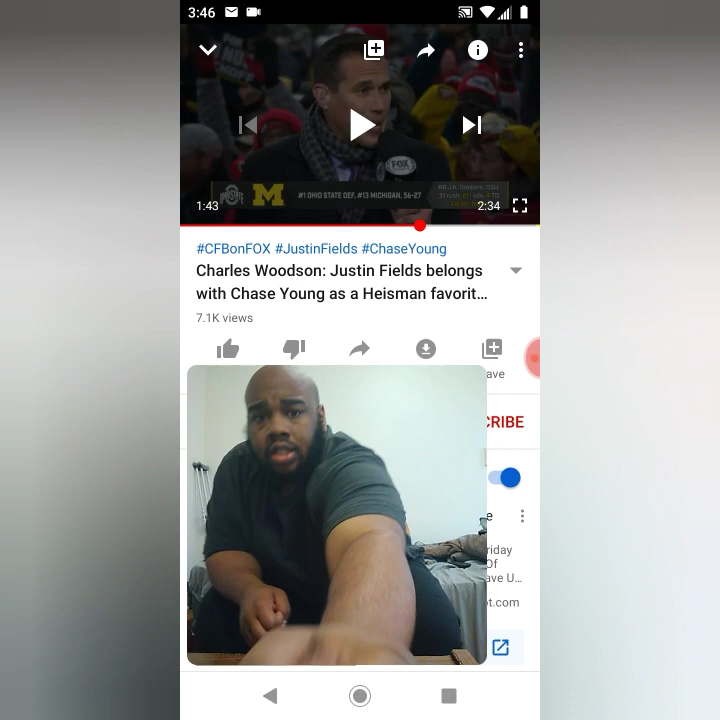 3:46
FOX
#1 OHIO STATE DEF. #13 MICHIGAN, 56-27
1:43
2:34
#CFBonFOX #JustinFields #ChaseYoung
Charles Woodson: Justin Fields belongs
with Chase Young as a Heisman favorit...
7.1K views
ave
CRIBE
e
riday
Of
ave U...
t.com